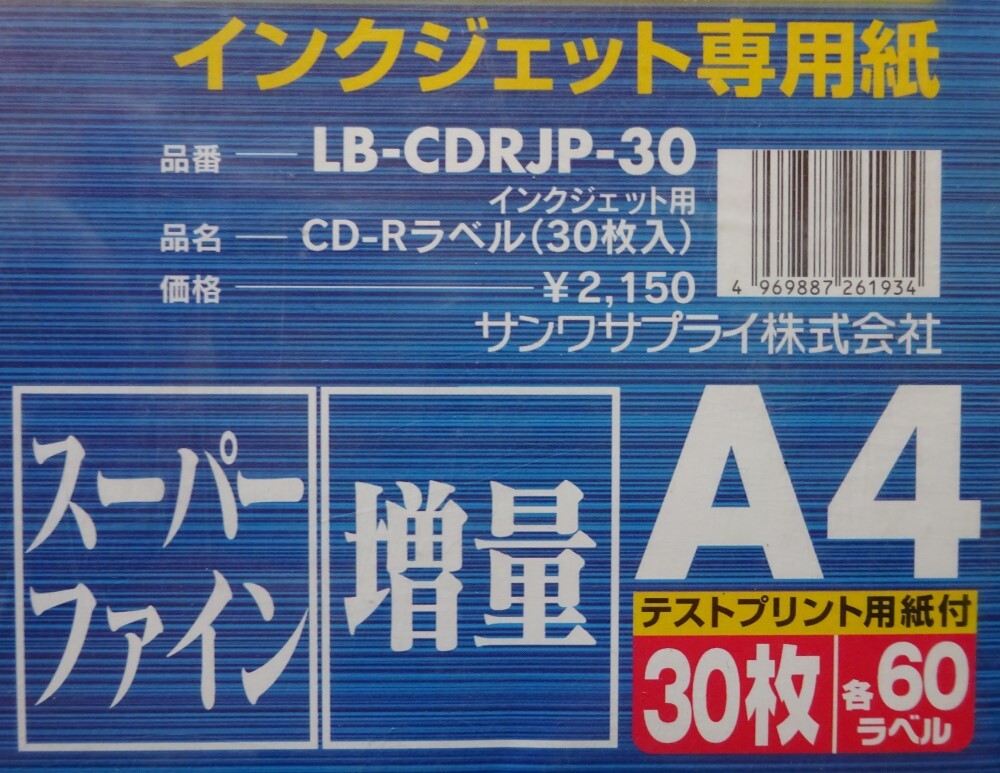 インクジェット専用紙
品番 LB-CDRJP-30
インクジェット用
品名 CD-Rラベル(30枚入)
価格 ¥2,150
4 969887 261934
サンワサプライ株式会社
スーパー
ファイン
増量
A4
テストプリント用紙付
30枚
各60
ラベル